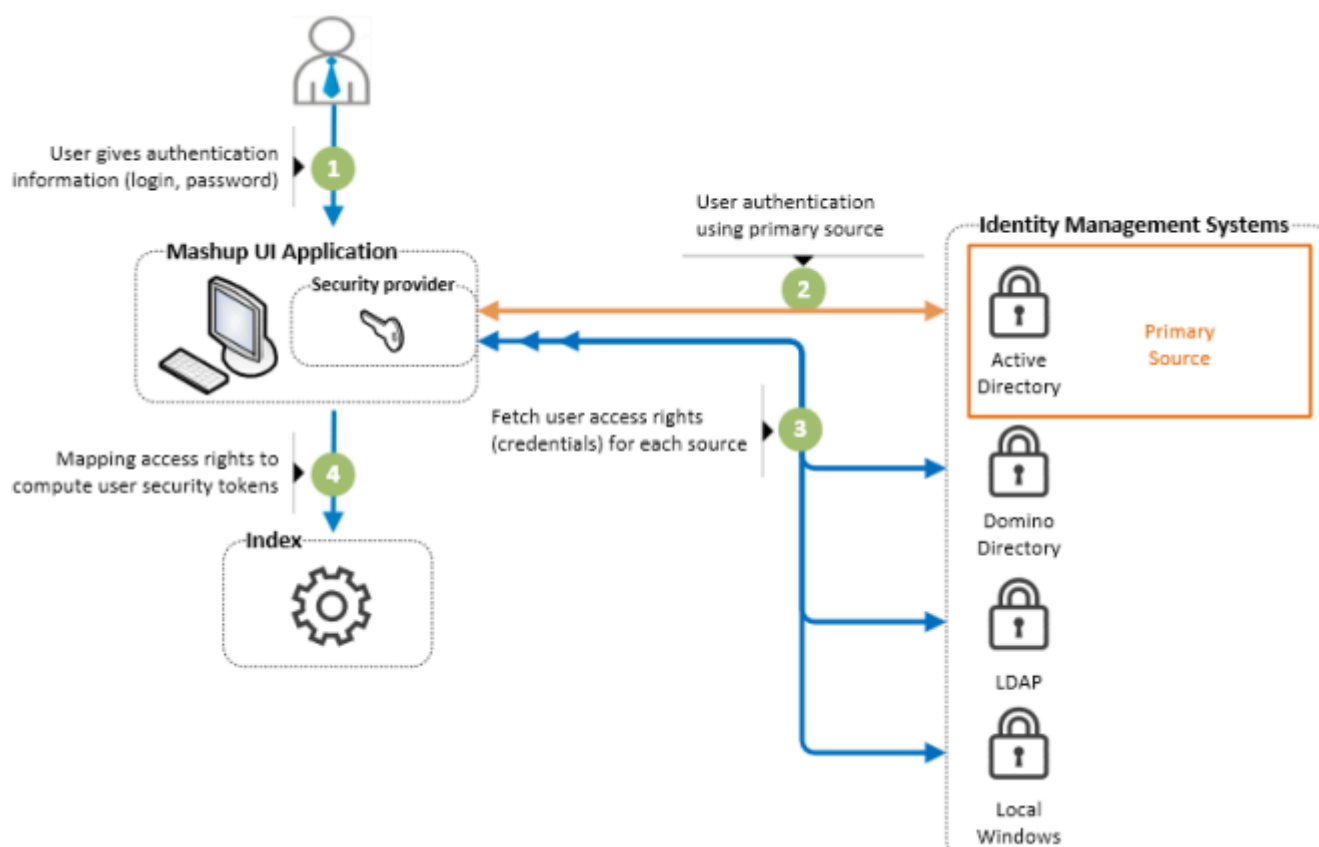 User gives authentication
information (login, password)
1
User authentication
using primary source
2
Identity Management Systems
Mashup UI Application
Security provider
Active
Directory
Primary
Source
Fetch user access rights
(credentials) for each source
3
Mapping access rights to
compute user security tokens
4
Domino
Directory
Index
LDAP
Local
Windows